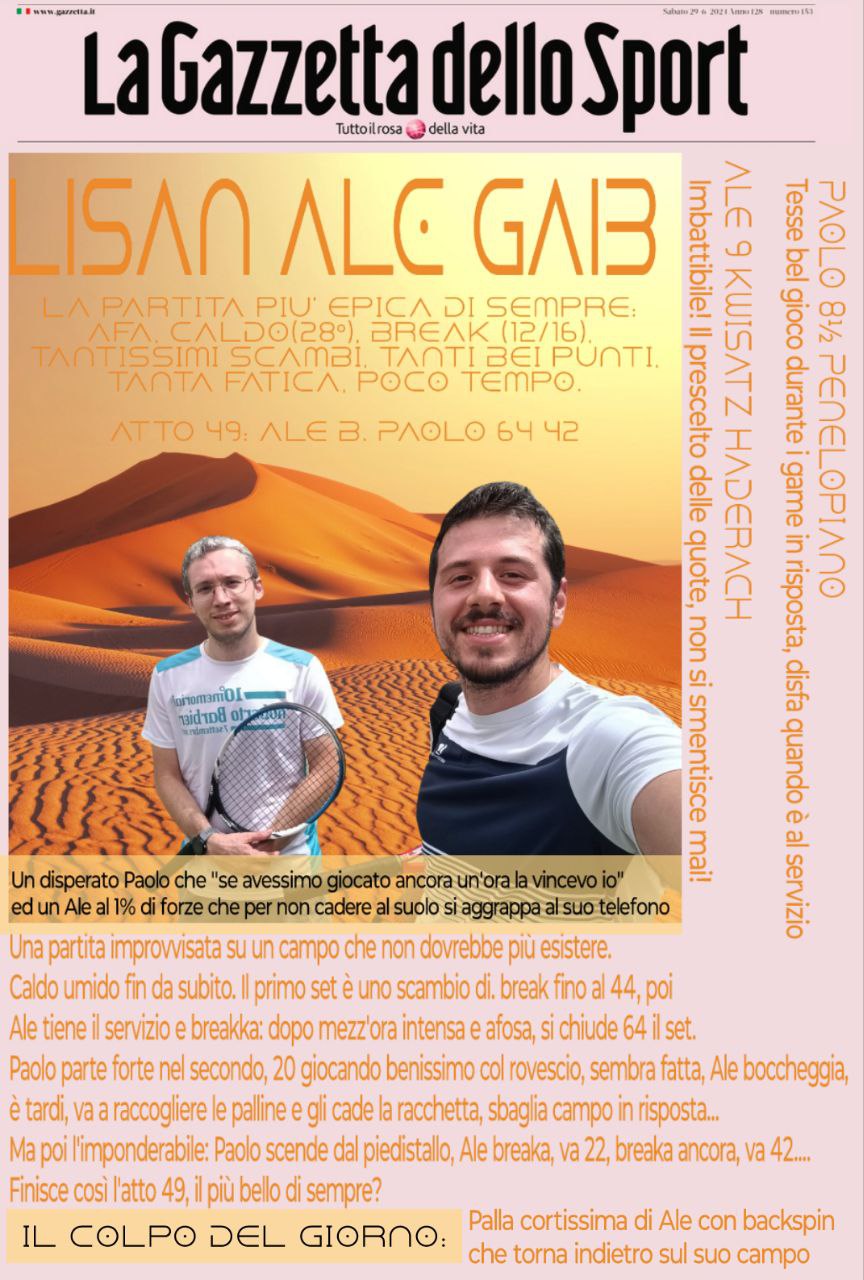 www.gazzetta.it
Sabato 29 6 2024 Anno 128 numero 153
La Gazzetta dello Sport
Tutto il rosa della vita
LISAN ALE GAIB
LA PARTITA PIU' EPICA DI SEMPRE:
AFA, CALDO(28°), BREAK (12/16),
TANTISSIMI SCAMBI, TANTI BEI PUNTI,
TANTA FATICA, POCO TEMPO.
ATTO 49: ALE B. PAOLO 64 42
10°memorial
Roberto Barbier
7 settembre
Un disperato Paolo che "se avessimo giocato ancora un'ora la vincevo io"
ed un Ale al 1% di forze che per non cadere al suolo si aggrappa al suo telefono
PAOLO 8½ PENELOPIANO
Tesse bel gioco durante i game in risposta, disfa quando è al servizio
ALE 9 KWISATZ HADERACH
Imbattibile! Il prescelto delle quote, non si smentisce mai!
Una partita improvvisata su un campo che non dovrebbe più esistere.
Caldo umido fin da subito. Il primo set è uno scambio di. break fino al 44, poi
Ale tiene il servizio e breakka: dopo mezz'ora intensa e afosa, si chiude 64 il set.
Paolo parte forte nel secondo, 20 giocando benissimo col rovescio, sembra fatta, Ale boccheggia,
è tardi, va a raccogliere le palline e gli cade la racchetta, sbaglia campo in risposta...
Ma poi l'imponderabile: Paolo scende dal piedistallo, Ale breaka, va 22, breaka ancora, va 42....
Finisce così l'atto 49, il più bello di sempre?
IL COLPO DEL GIORNO:
Palla cortissima di Ale con backspin
che torna indietro sul suo campo